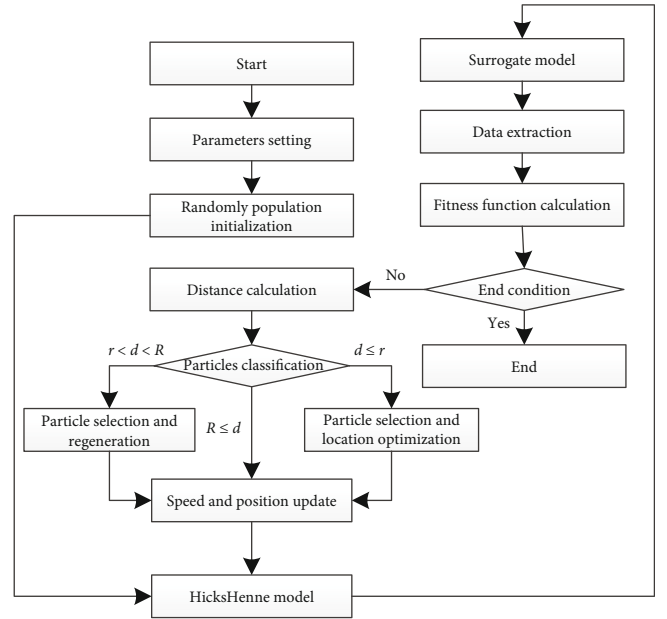 Start
Parameters setting
Randomly population
initialization
Surrogate model
Data extraction
Fitness function calculation
End condition
No
Yes
End
Distance calculation
Particles classification
r < d < R
d ≤ r
R ≤ d
Particle selection and
regeneration
Particle selection and
location optimization
Speed and position update
HicksHenne model